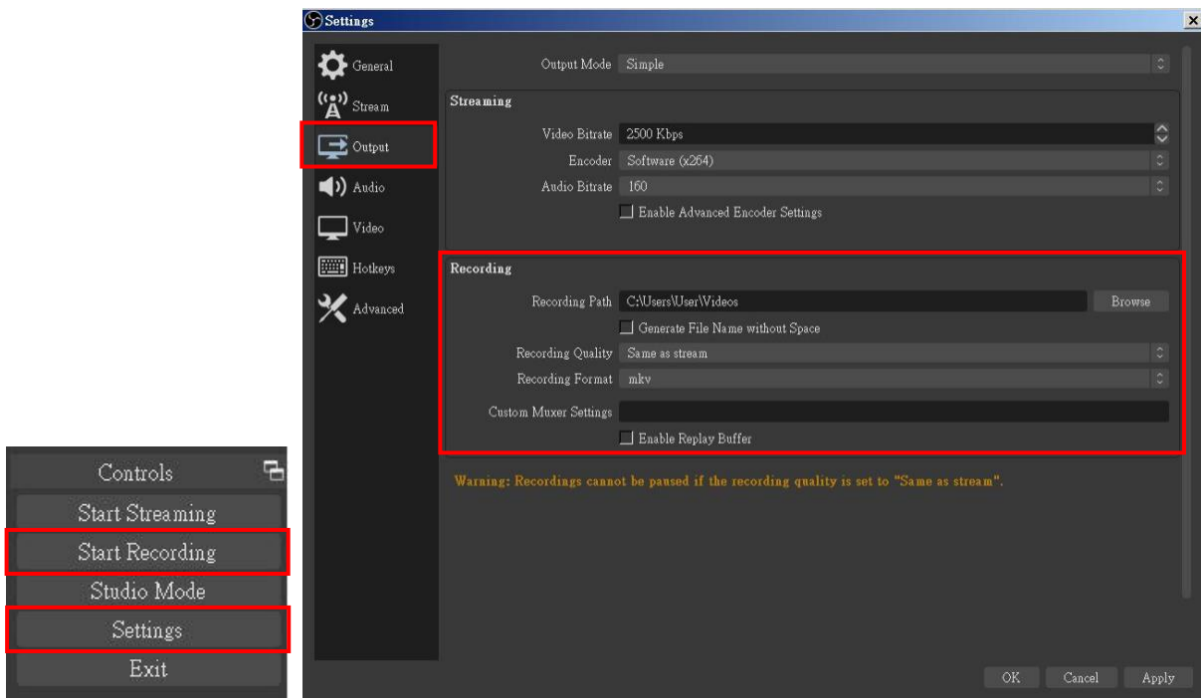 Settings
General
Stream
Output
Audio
Video
Hotkeys
Advanced
Output Mode Simple
Streaming
Video Bitrate 2500 Kbps
Encoder Software (x264)
Audio Bitrate 160
Enable Advanced Encoder Settings
Recording
Recording Path C:\Users\User\Videos Browse
Generate File Name without Space
Recording Quality Same as stream
Recording Format mkv
Custom Muxer Settings
Enable Replay Buffer
Warning: Recordings cannot be paused if the recording quality is set to "Same as stream".
OK Cancel Apply
Controls
Start Streaming
Start Recording
Studio Mode
Settings
Exit